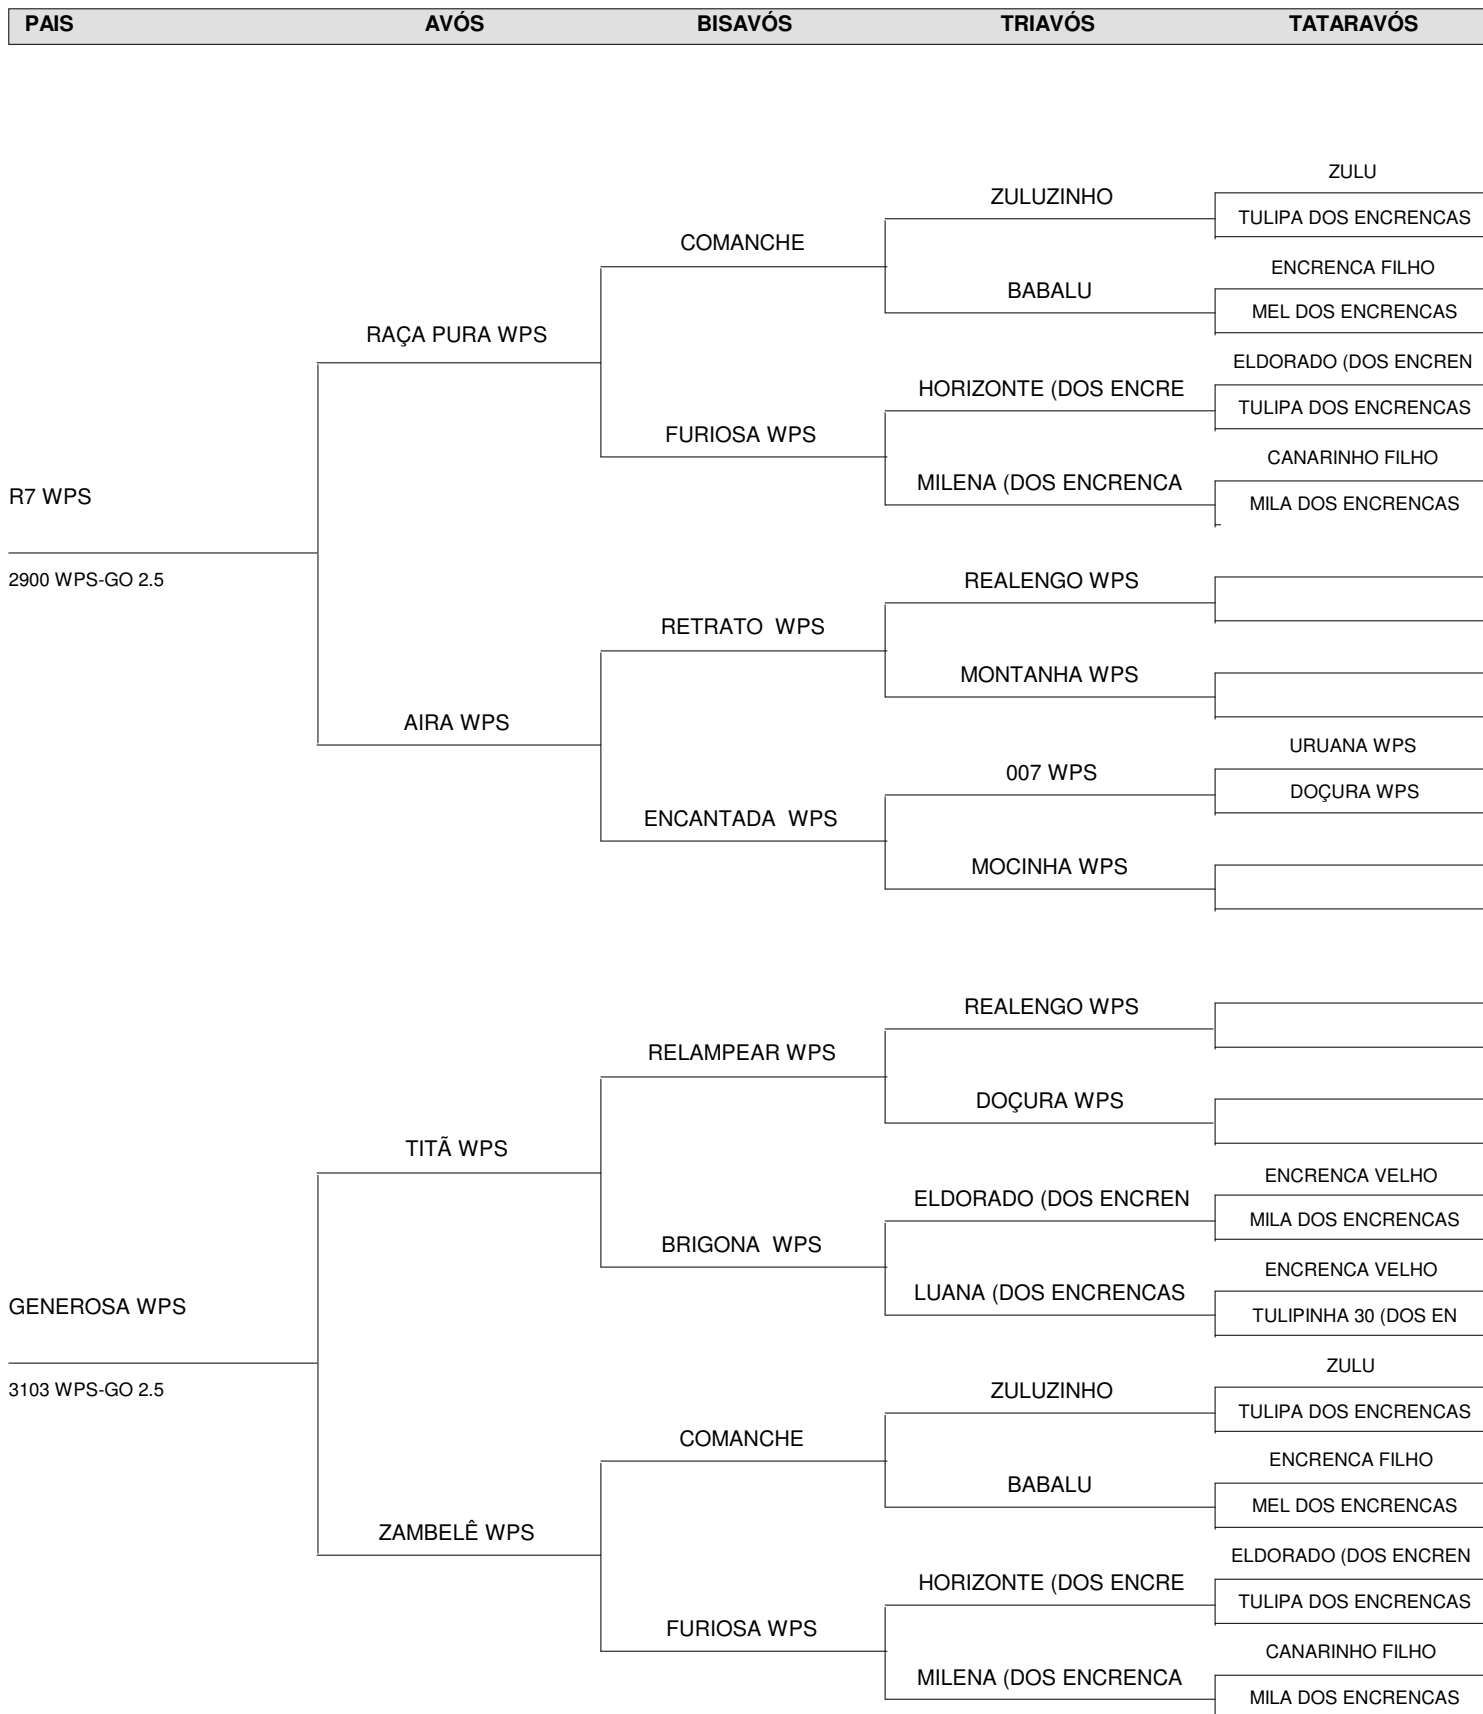 PAIS AVÓS BISAVÓS TRIAVÓS TATARAVÓS
ZULU
ZULUZINHO
TULIPA DOS ENCRENCAS
COMANCHE
ENCRENCA FILHO
BABALU
MEL DOS ENCRENCAS
RAÇA PURA WPS
ELDORADO (DOS ENCREN
HORIZONTE (DOS ENCRE
TULIPA DOS ENCRENCAS
FURIOSA WPS
CANARINHO FILHO
MILENA (DOS ENCRENCA
MILA DOS ENCRENCAS
R7 WPS
2900 WPS-GO 2.5
REALENGO WPS
RETRATO WPS
MONTANHA WPS
AIRA WPS
URUANA WPS
007 WPS
DOÇURA WPS
ENCANTADA WPS
MOCINHA WPS
REALENGO WPS
RELAMPEAR WPS
DOÇURA WPS
TITÃ WPS
ENCRENCA VELHO
ELDORADO (DOS ENCREN
MILA DOS ENCRENCAS
BRIGONA WPS
ENCRENCA VELHO
LUANA (DOS ENCRENCAS
TULIPINHA 30 (DOS EN
GENEROSA WPS
3103 WPS-GO 2.5
ZULU
ZULUZINHO
TULIPA DOS ENCRENCAS
COMANCHE
ENCRENCA FILHO
BABALU
MEL DOS ENCRENCAS
ZAMBELÊ WPS
ELDORADO (DOS ENCREN
HORIZONTE (DOS ENCRE
TULIPA DOS ENCRENCAS
FURIOSA WPS
CANARINHO FILHO
MILENA (DOS ENCRENCA
MILA DOS ENCRENCAS